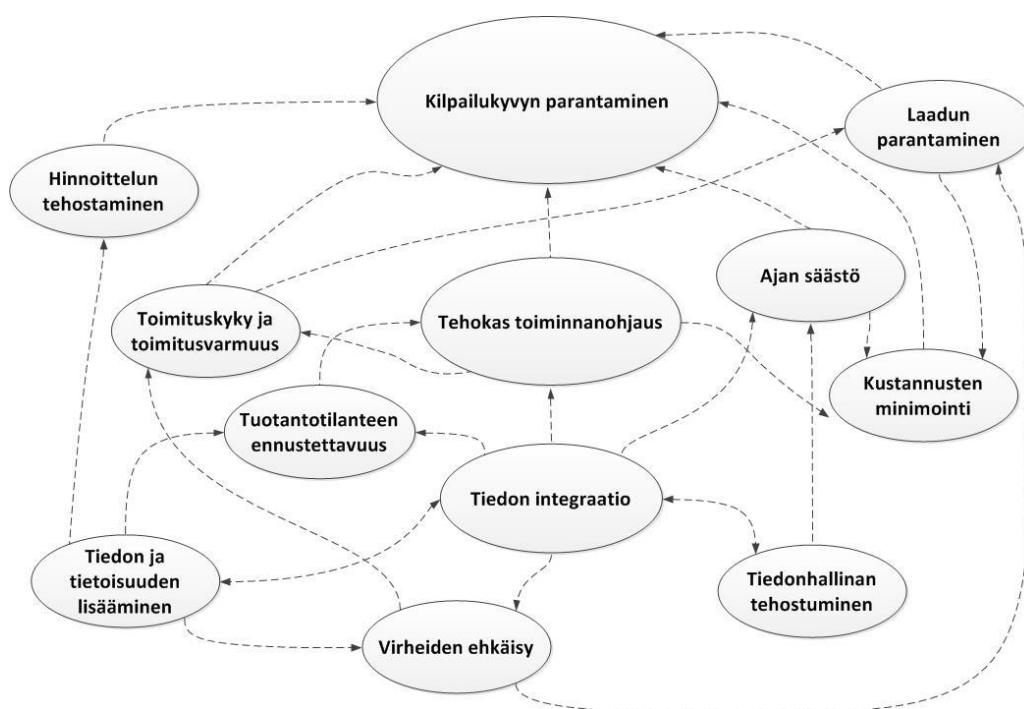 Kilpailukyvyn parantaminen
Laadun
parantaminen
Hinnoittelun
tehostaminen
Ajan säästö
Toimituskyky ja
toimitusvarmuus
Tehokas toiminnanohjaus
Kustannusten
minimointi
Tuotantotilanteen
ennustettavuus
Tiedon integraatio
Tiedon ja
tietoisuuden
lisääminen
Tiedonhallinan
tehostuminen
Virheiden ehkäisy